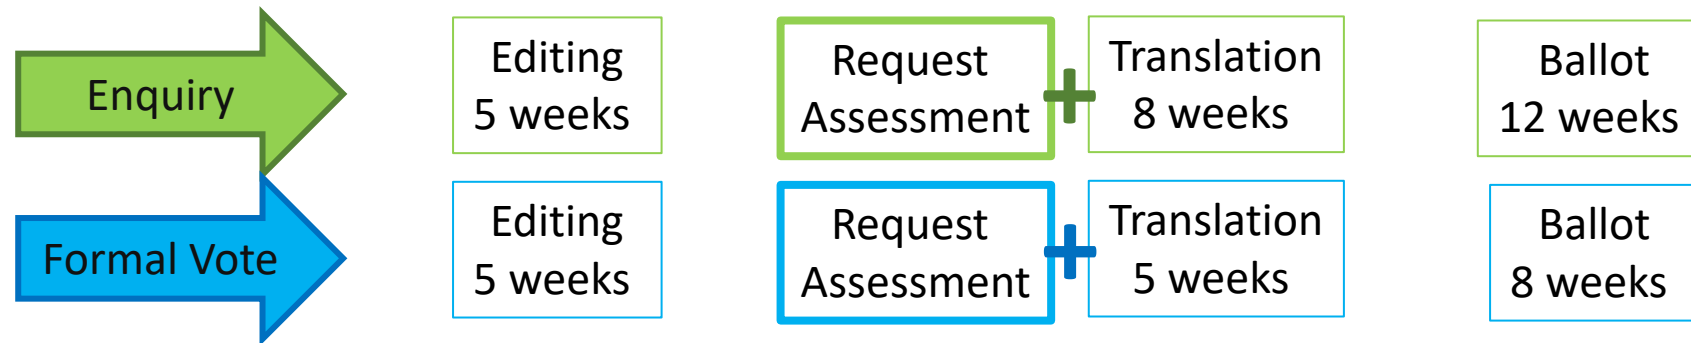 Enquiry
Editing
5 weeks
Request
Assessment
+
Translation
8 weeks
Ballot
12 weeks
Formal Vote
Editing
5 weeks
Request
Assessment
+
Translation
5 weeks
Ballot
8 weeks